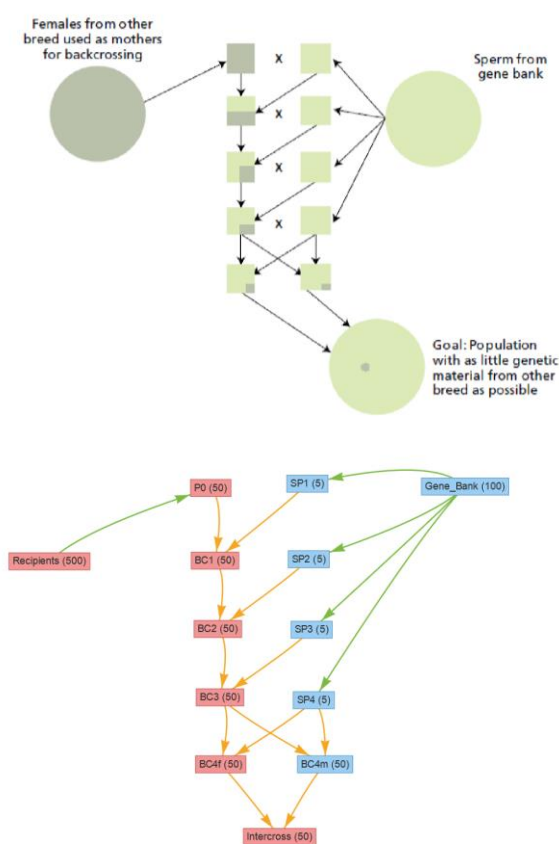 Females from other
breed used as mothers
for backcrossing
Sperm from
gene bank
X
X
X
X
Goal: Population
with as little genetic
material from other
breed as possible
P0 (50)
SP1 (5)
Gene_Bank (100)
Recipients (500)
BC1 (50)
SP2 (5)
BC2 (50)
SP3 (5)
BC3 (50)
SP4 (5)
BC4f (50)
BC4m (50)
Intercross (50)